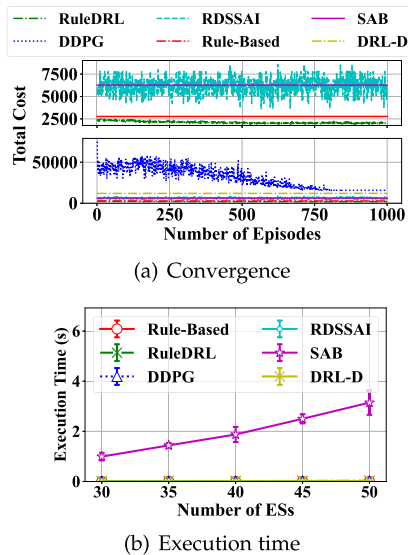 RuleDRL RDSSAI SAB
DDPG Rule-Based DRL-D
7500
5000
2500
50000
0
Total Cost
0 250 500 750 1000
Number of Episodes
(a) Convergence
Rule-Based RDSSAI
RuleDRL SAB
DDPG DRL-D
6
4
2
0
Execution Time (s)
30 35 40 45 50
Number of ESs
(b) Execution time